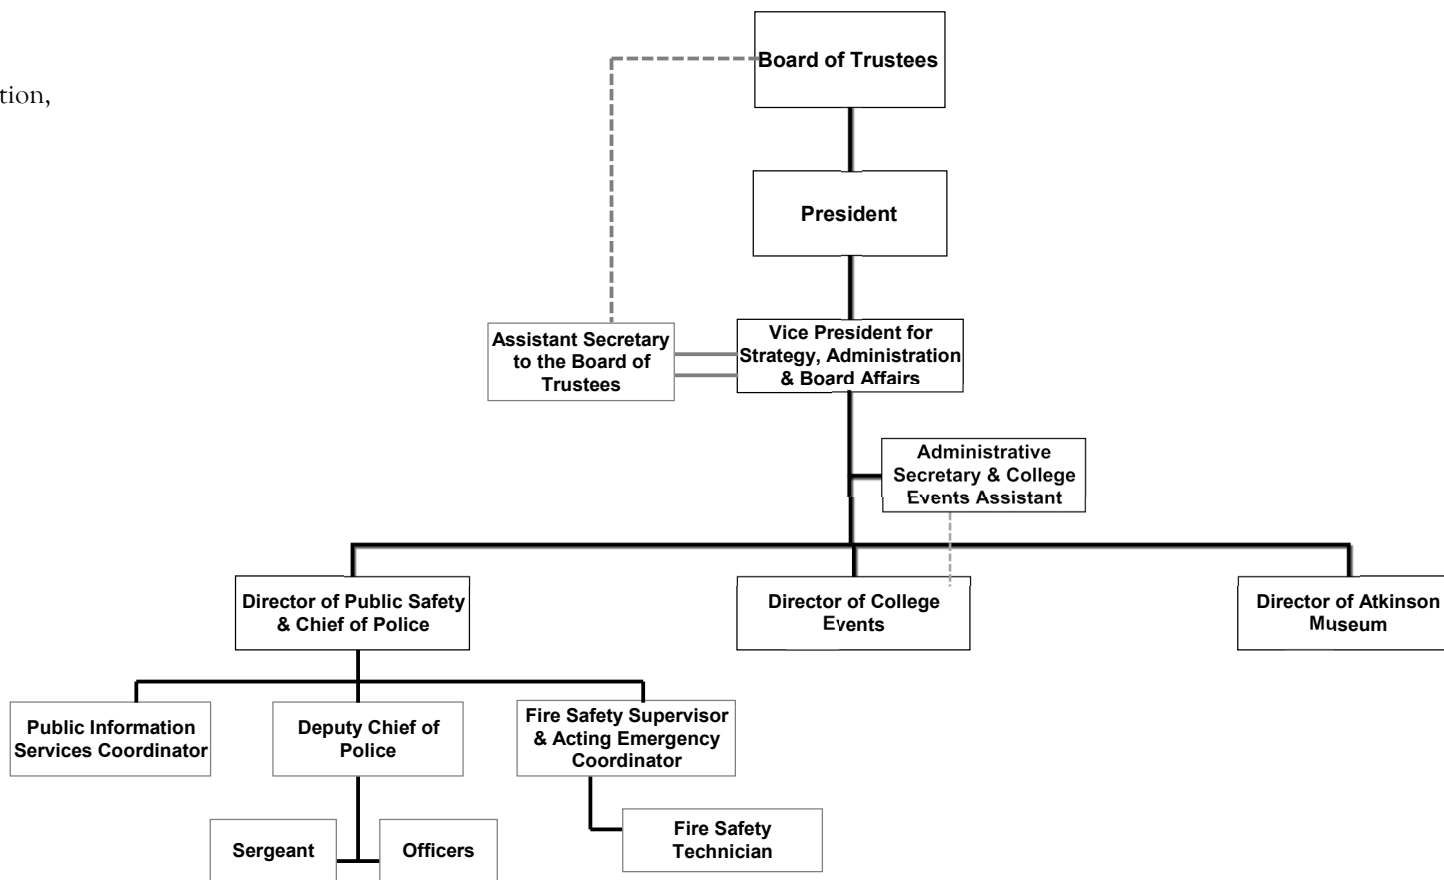 Board of Trustees
tion,
President
Vice President for
Strategy, Administration
& Board Affairs
Assistant Secretary
to the Board of
Trustees
Administrative
Secretary & College
Events Assistant
Director of Public Safety
& Chief of Police
Director of College
Events
Director of Atkinson
Museum
Public Information
Services Coordinator
Deputy Chief of
Police
Fire Safety Supervisor
& Acting Emergency
Coordinator
Sergeant
Officers
Fire Safety
Technician